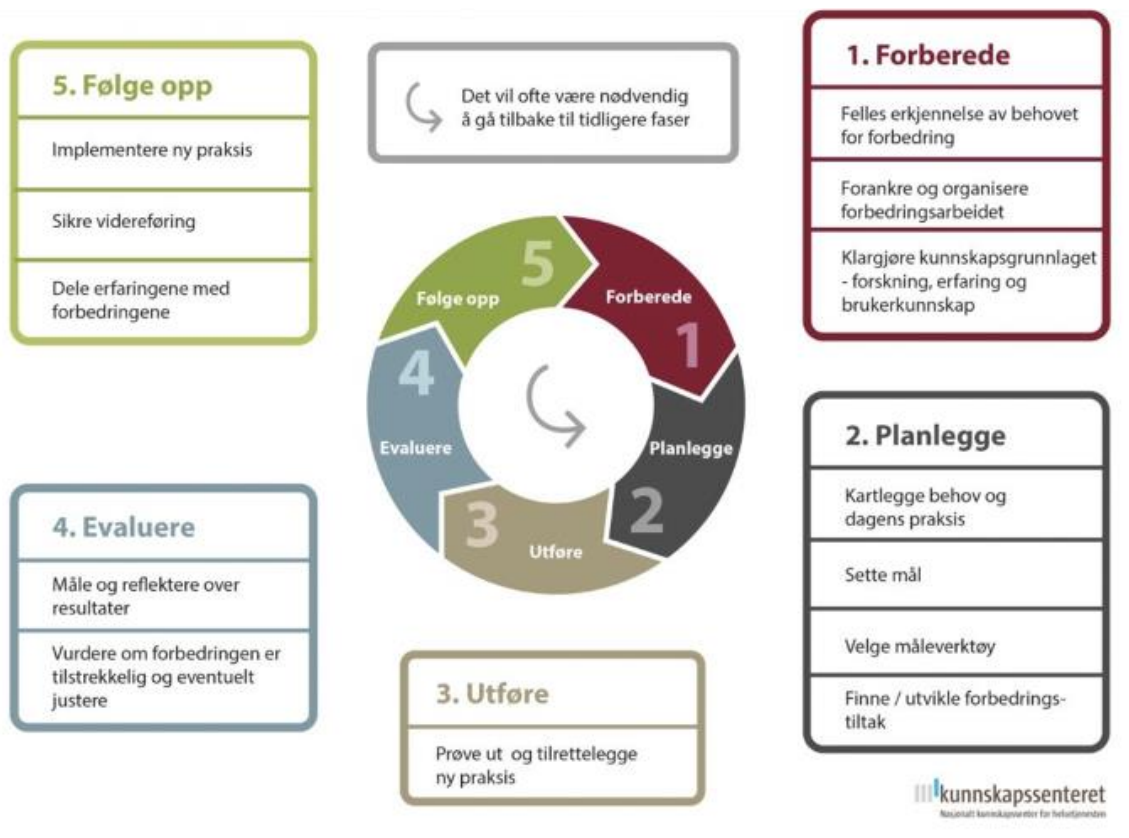 5. Følge opp
Implementere ny praksis
Sikre videreføring
Dele erfaringene med
forbedringene
Det vil ofte være nødvendig
å gå tilbake til tidligere faser
1. Forberede
Felles erkjennelse av behovet
for forbedring
Forankre og organisere
forbedringsarbeidet
Klargjøre kunnskapsgrunnlaget
- forskning, erfaring og
brukerkunnskap
5
Følge opp
Forberede
1
4
Evaluere
Planlegge
2
3
Utføre
2. Planlegge
Kartlegge behov og
dagens praksis
Sette mål
Velge måleverktøy
Finne / utvikle forbedrings-
tiltak
4. Evaluere
Måle og reflektere over
resultater
Vurdere om forbedringen er
tilstrekkelig og eventuelt
justere
3. Utføre
Prøve ut og tilrettelegge
ny praksis
kunnskapssenteret
Nasjonalt kunnskapssenter for helsetjenesten